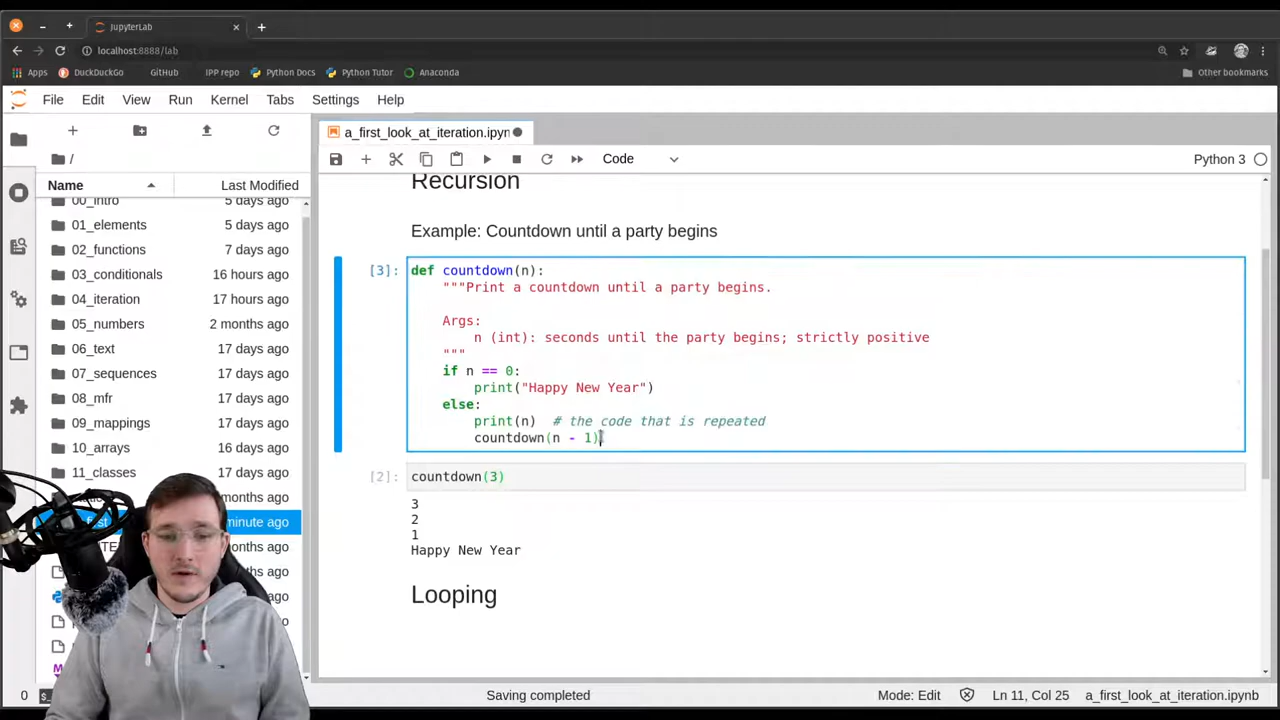 JupyterLab
localhost:8888/lab
Apps DuckDuckGo GitHub IPP repo Python Docs Python Tutor Anaconda Other bookmarks
File Edit View Run Kernel Tabs Settings Help
a_first_look_at_iteration.ipyn
/
Code Python 3
Name Last Modified
00_intro 5 days ago
01_elements 5 days ago
02_functions 7 days ago
03_conditionals 16 hours ago
04_iteration 17 hours ago
05_numbers 2 months ago
06_text 17 days ago
07_sequences 17 days ago
08_mfr 17 days ago
09_mappings 17 days ago
10_arrays 16 days ago
11_classes 17 days ago
months ago
first minute ago
months ago
ths ago
ago
ago
ago
ago
Recursion
Example: Countdown until a party begins
[3]: def countdown(n):
"""Print a countdown until a party begins.
Args:
n (int): seconds until the party begins; strictly positive
"""
if n == 0:
print("Happy New Year")
else:
print(n) # the code that is repeated
countdown(n - 1)
[2]: countdown(3)
3
2
1
Happy New Year
Looping
0 $_ Saving completed Mode: Edit Ln 11, Col 25 a_first_look_at_iteration.ipynb